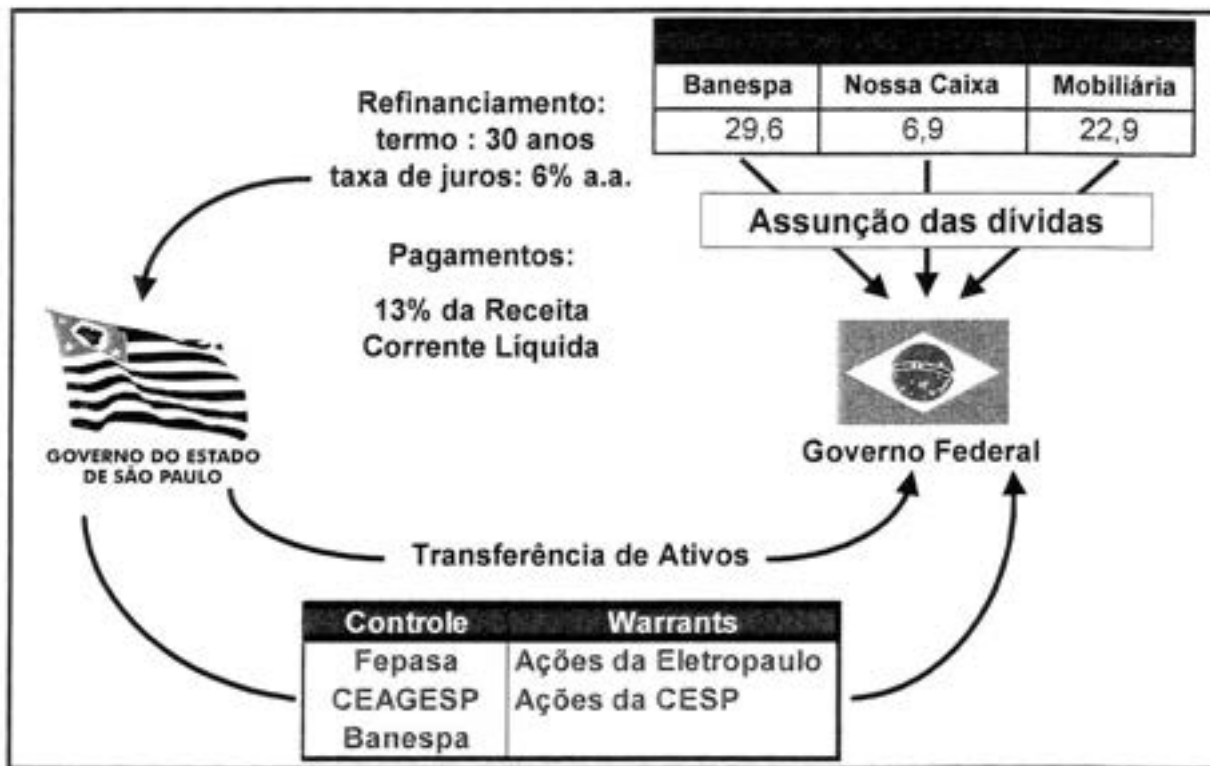 Banespa Nossa Caixa Mobiliária
29,6 6,9 22,9
Refinanciamento:
termo : 30 anos
taxa de juros: 6% a.a.
Assunção das dívidas
Pagamentos:
13% da Receita
Corrente Líquida
GOVERNO DO ESTADO
DE SÃO PAULO
Governo Federal
Transferência de Ativos
Controle Warrants
Fepasa Ações da Eletropaulo
CEAGESP Ações da CESP
Banespa